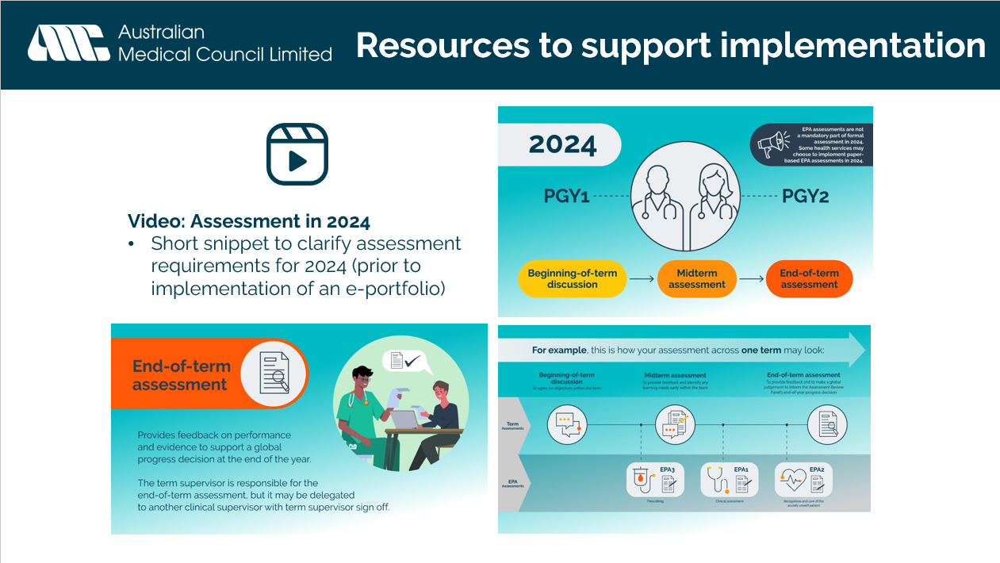 Australian
Medical Council Limited
Resources to support implementation
Video: Assessment in 2024
• Short snippet to clarify assessment
requirements for 2024 (prior to
implementation of an e-portfolio)
2024
EPA assessments are not
a mandatory part of formal
assessment in 2024.
Some health services may
choose to implement paper-
based EPA assessments in 2024.
PGY1
PGY2
Beginning-of-term
discussion
Midterm
assessment
End-of-term
assessment
End-of-term
assessment
Provides feedback on performance
and evidence to support a global
progress decision at the end of the year.
The term supervisor is responsible for the
end-of-term assessment, but it may be delegated
to another clinical supervisor with term supervisor sign off.
For example, this is how your assessment across one term may look:
Beginning-of-term
discussion
To agree on objectives within the term
Midterm assessment
To provide feedback and identify any
learning needs early within the team
End-of-term assessment
To provide feedback and to make a global
judgement to inform the Assessment Review
Panel's end-of-year progress decision
Term
Assessments
EPA
Assessments
EPA3
Prescribing
EPA1
Clinical assessment
EPA2
Recognition and care of the
acutely unwell patient